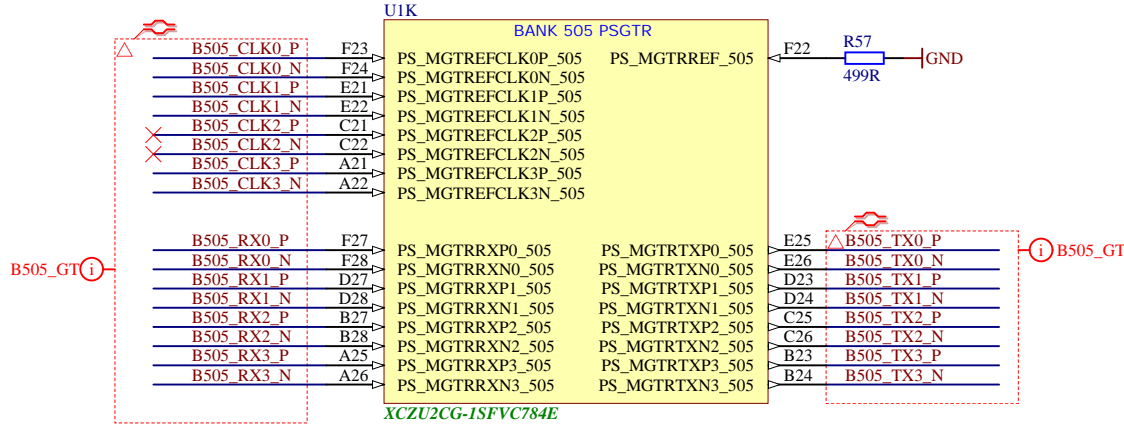 U1K
BANK 505 PSGTR
B505_CLK0_P F23 PS_MGTREFCLK0P_505 PS_MGTRREF_505 F22 R57 499R GND
B505_CLK0_N F24 PS_MGTREFCLK0N_505
B505_CLK1_P E21 PS_MGTREFCLK1P_505
B505_CLK1_N E22 PS_MGTREFCLK1N_505
B505_CLK2_P C21 PS_MGTREFCLK2P_505
B505_CLK2_N C22 PS_MGTREFCLK2N_505
B505_CLK3_P A21 PS_MGTREFCLK3P_505
B505_CLK3_N A22 PS_MGTREFCLK3N_505
B505_RX0_P F27 PS_MGTRRXP0_505 PS_MGTRTXP0_505 E25 B505_TX0_P
B505_GT i B505_RX0_N F28 PS_MGTRRXN0_505 PS_MGTRTXN0_505 E26 B505_TX0_N i B505_GT
B505_RX1_P D27 PS_MGTRRXP1_505 PS_MGTRTXP1_505 D23 B505_TX1_P
B505_RX1_N D28 PS_MGTRRXN1_505 PS_MGTRTXN1_505 D24 B505_TX1_N
B505_RX2_P B27 PS_MGTRRXP2_505 PS_MGTRTXP2_505 C25 B505_TX2_P
B505_RX2_N B28 PS_MGTRRXN2_505 PS_MGTRTXN2_505 C26 B505_TX2_N
B505_RX3_P A25 PS_MGTRRXP3_505 PS_MGTRTXP3_505 B23 B505_TX3_P
B505_RX3_N A26 PS_MGTRRXN3_505 PS_MGTRTXN3_505 B24 B505_TX3_N
XCZU2CG-1SFVC784E